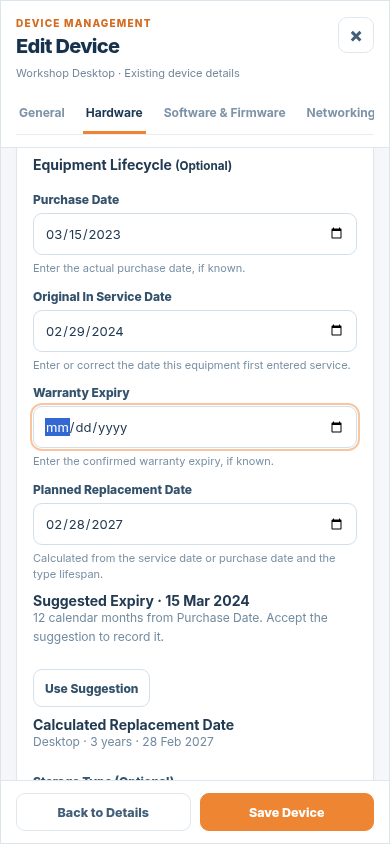 DEVICE MANAGEMENT
Edit Device
Workshop Desktop · Existing device details
General Hardware Software & Firmware Networking
Equipment Lifecycle (Optional)
Purchase Date
03/15/2023
Enter the actual purchase date, if known.
Original In Service Date
02/29/2024
Enter or correct the date this equipment first entered service.
Warranty Expiry
mm/dd/yyyy
Enter the confirmed warranty expiry, if known.
Planned Replacement Date
02/28/2027
Calculated from the service date or purchase date and the
type lifespan.
Suggested Expiry · 15 Mar 2024
12 calendar months from Purchase Date. Accept the
suggestion to record it.
Use Suggestion
Calculated Replacement Date
Desktop · 3 years · 28 Feb 2027
Storage Type (Optional)
Back to Details Save Device